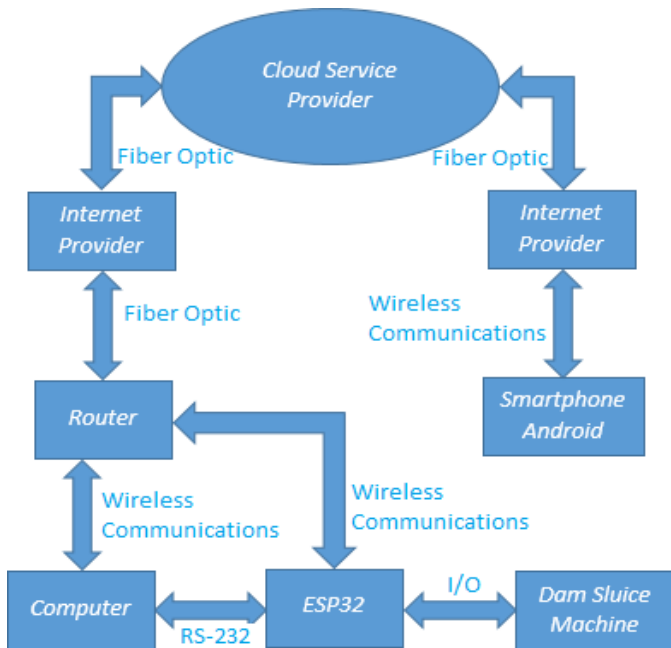 Cloud Service
Provider
Fiber Optic
Fiber Optic
Internet
Provider
Internet
Provider
Fiber Optic
Wireless
Communications
Router
Smartphone
Android
Wireless
Communications
Wireless
Communications
Computer
RS-232
ESP32
I/O
Dam Sluice
Machine